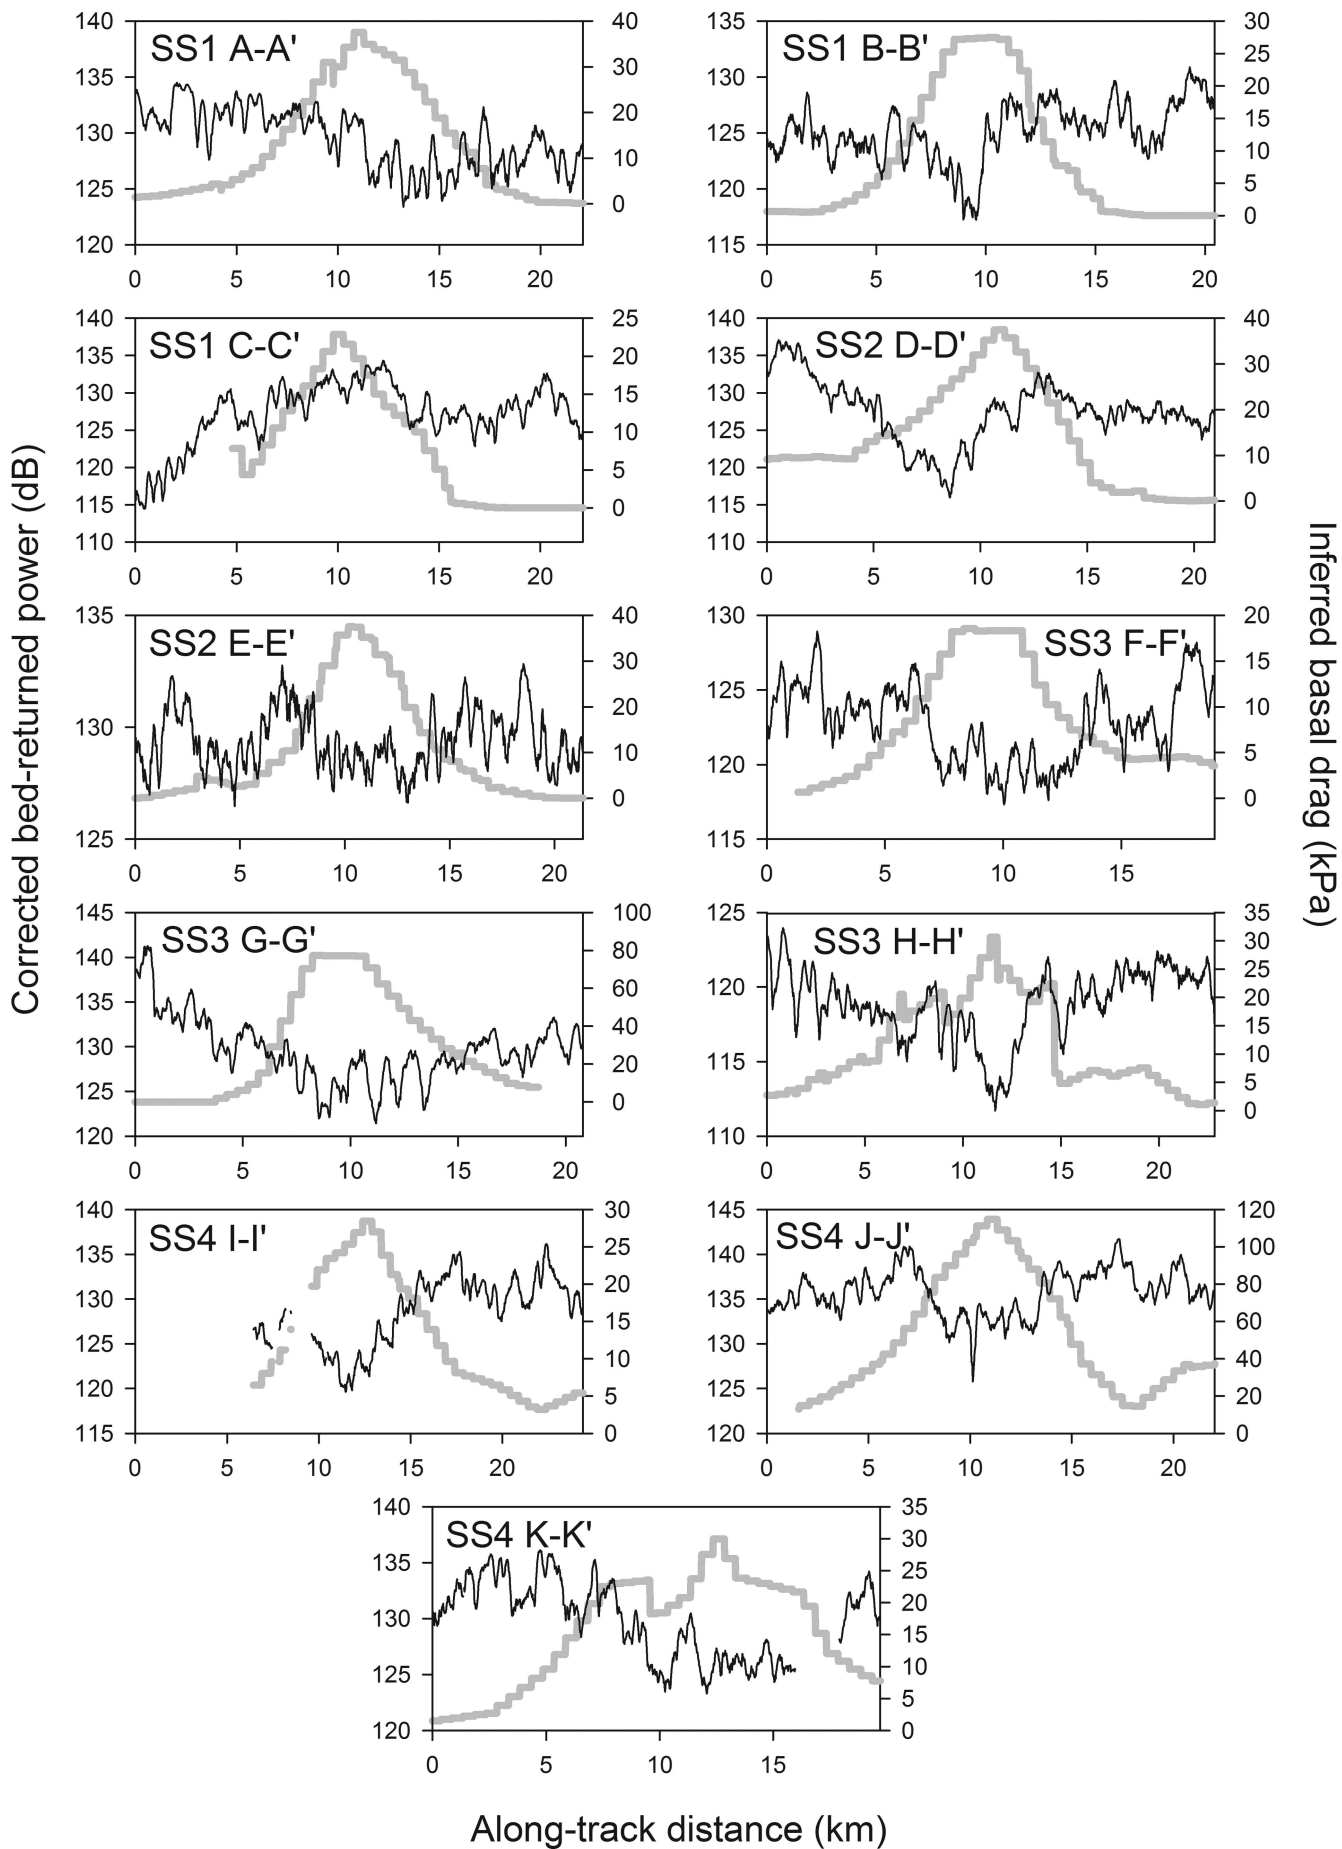 140 40 135 30
SS1 A-A' SS1 B-B'
135 30 130 25
20
130 20 125 15
10
125 10 120 5
0 0
120 115
0 5 10 15 20 0 5 10 15 20
140 25 140 40
SS1 C-C' SS2 D-D'
135 20 135 30
130 15 130
125 10 125 20
120 5 120 10
115 0 115 0
110 110
0 5 10 15 20 0 5 10 15 20
135 40 130 20
SS2 E-E' SS3 F-F'
30 15
130 20 125 10
10 120 5
0 0
125 115
0 5 10 15 20 0 5 10 15
145 100 125 35
SS3 G-G' SS3 H-H'
140 80 30
135 60 120 25
20
130 40 15
125 20 115 10
5
0 0
120 110
0 5 10 15 20 0 5 10 15 20
140 30 145 120
SS4 I-I' SS4 J-J'
135 25 140 100
130 20 135 80
15 60
125 10 130 40
120 5 125 20
115 0 120 0
0 5 10 15 20 0 5 10 15 20
140 35
SS4 K-K'
30
135 25
20
130 15
125 10
5
120 0
0 5 10 15
Corrected bed-returned power (dB)
Inferred basal drag (kPa)
Along-track distance (km)